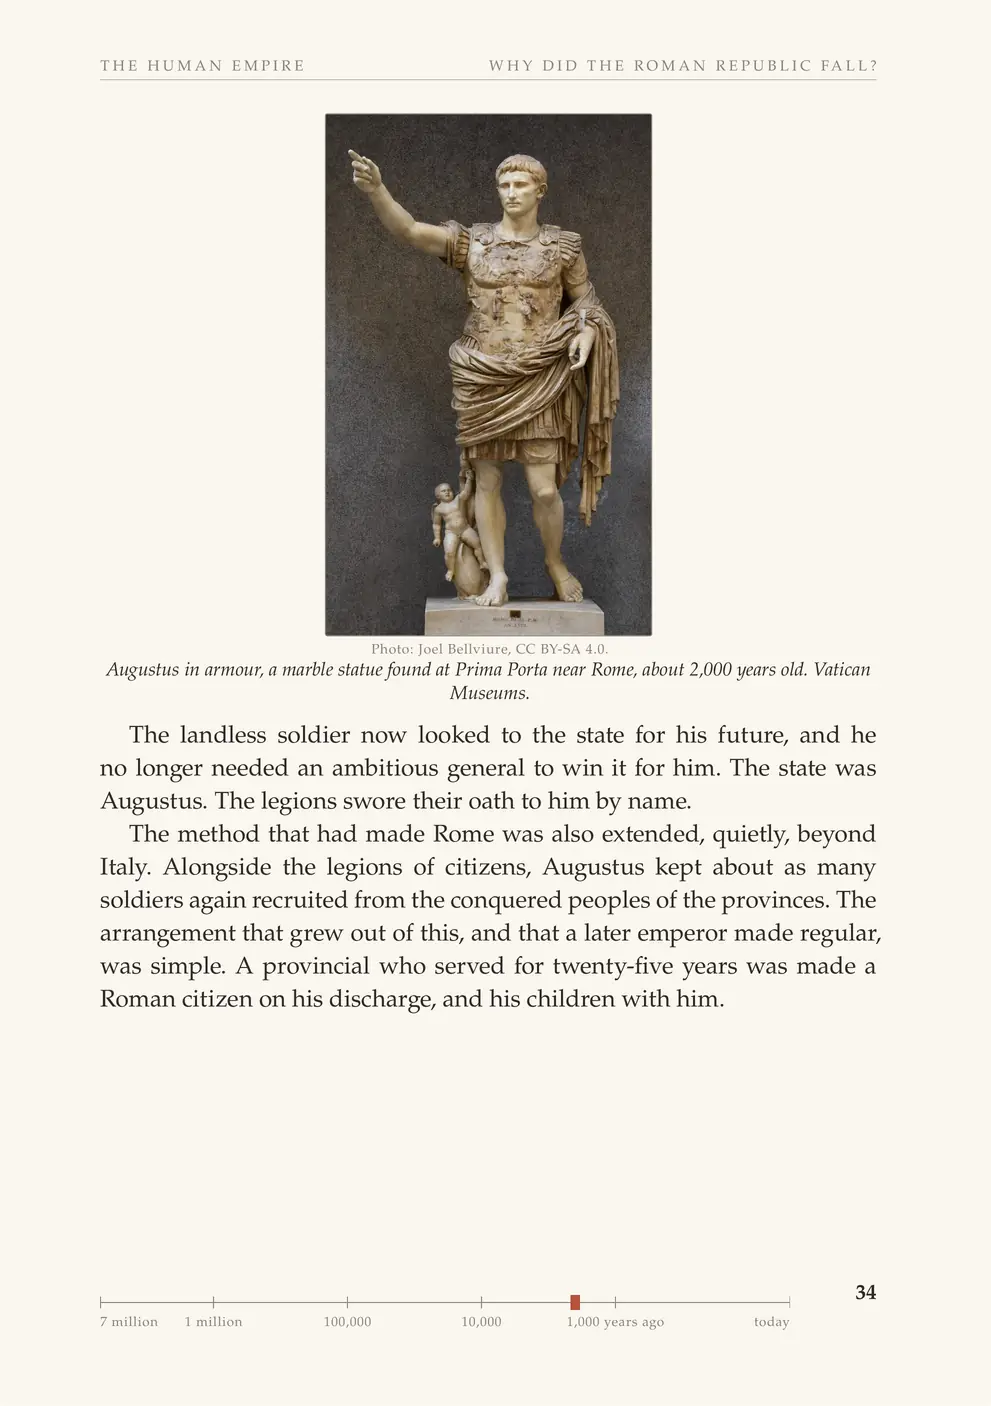 THE HUMAN EMPIRE
WHY DID THE ROMAN REPUBLIC FALL?
Photo: Joel Bellviure, CC BY-SA 4.0.
Augustus in armour, a marble statue found at Prima Porta near Rome, about 2,000 years old. Vatican
Museums.
The landless soldier now looked to the state for his future, and he
no longer needed an ambitious general to win it for him. The state was
Augustus. The legions swore their oath to him by name.
The method that had made Rome was also extended, quietly, beyond
Italy. Alongside the legions of citizens, Augustus kept about as many
soldiers again recruited from the conquered peoples of the provinces. The
arrangement that grew out of this, and that a later emperor made regular,
was simple. A provincial who served for twenty-five years was made a
Roman citizen on his discharge, and his children with him.
34
7 million 1 million 100,000 10,000 1,000 years ago today